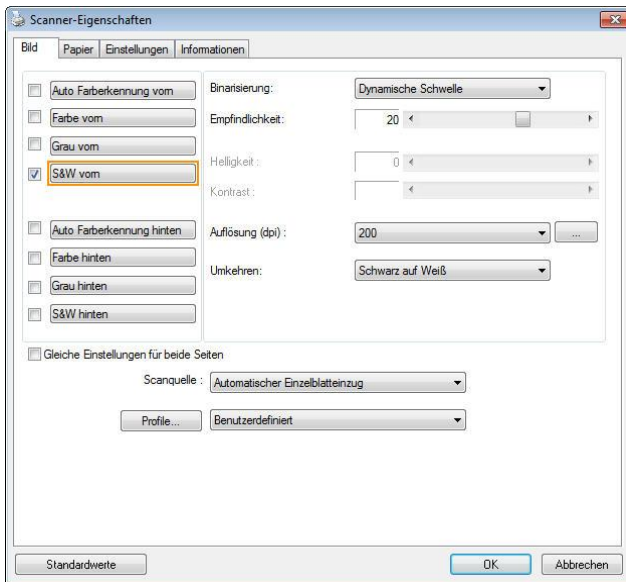 Scanner-Eigenschaften
Bild Papier Einstellungen Informationen
Auto Farberkennung vorn
Farbe vorn
Grau vorn
S&W vorn
Auto Farberkennung hinten
Farbe hinten
Grau hinten
S&W hinten
Binarisierung: Dynamische Schwelle
Empfindlichkeit: 20
Helligkeit : 0
Kontrast :
Auflösung (dpi) : 200 ...
Umkehren: Schwarz auf Weiß
Gleiche Einstellungen für beide Seiten
Scanquelle : Automatischer Einzelblatteinzug
Profile... Benutzerdefiniert
Standardwerte OK Abbrechen